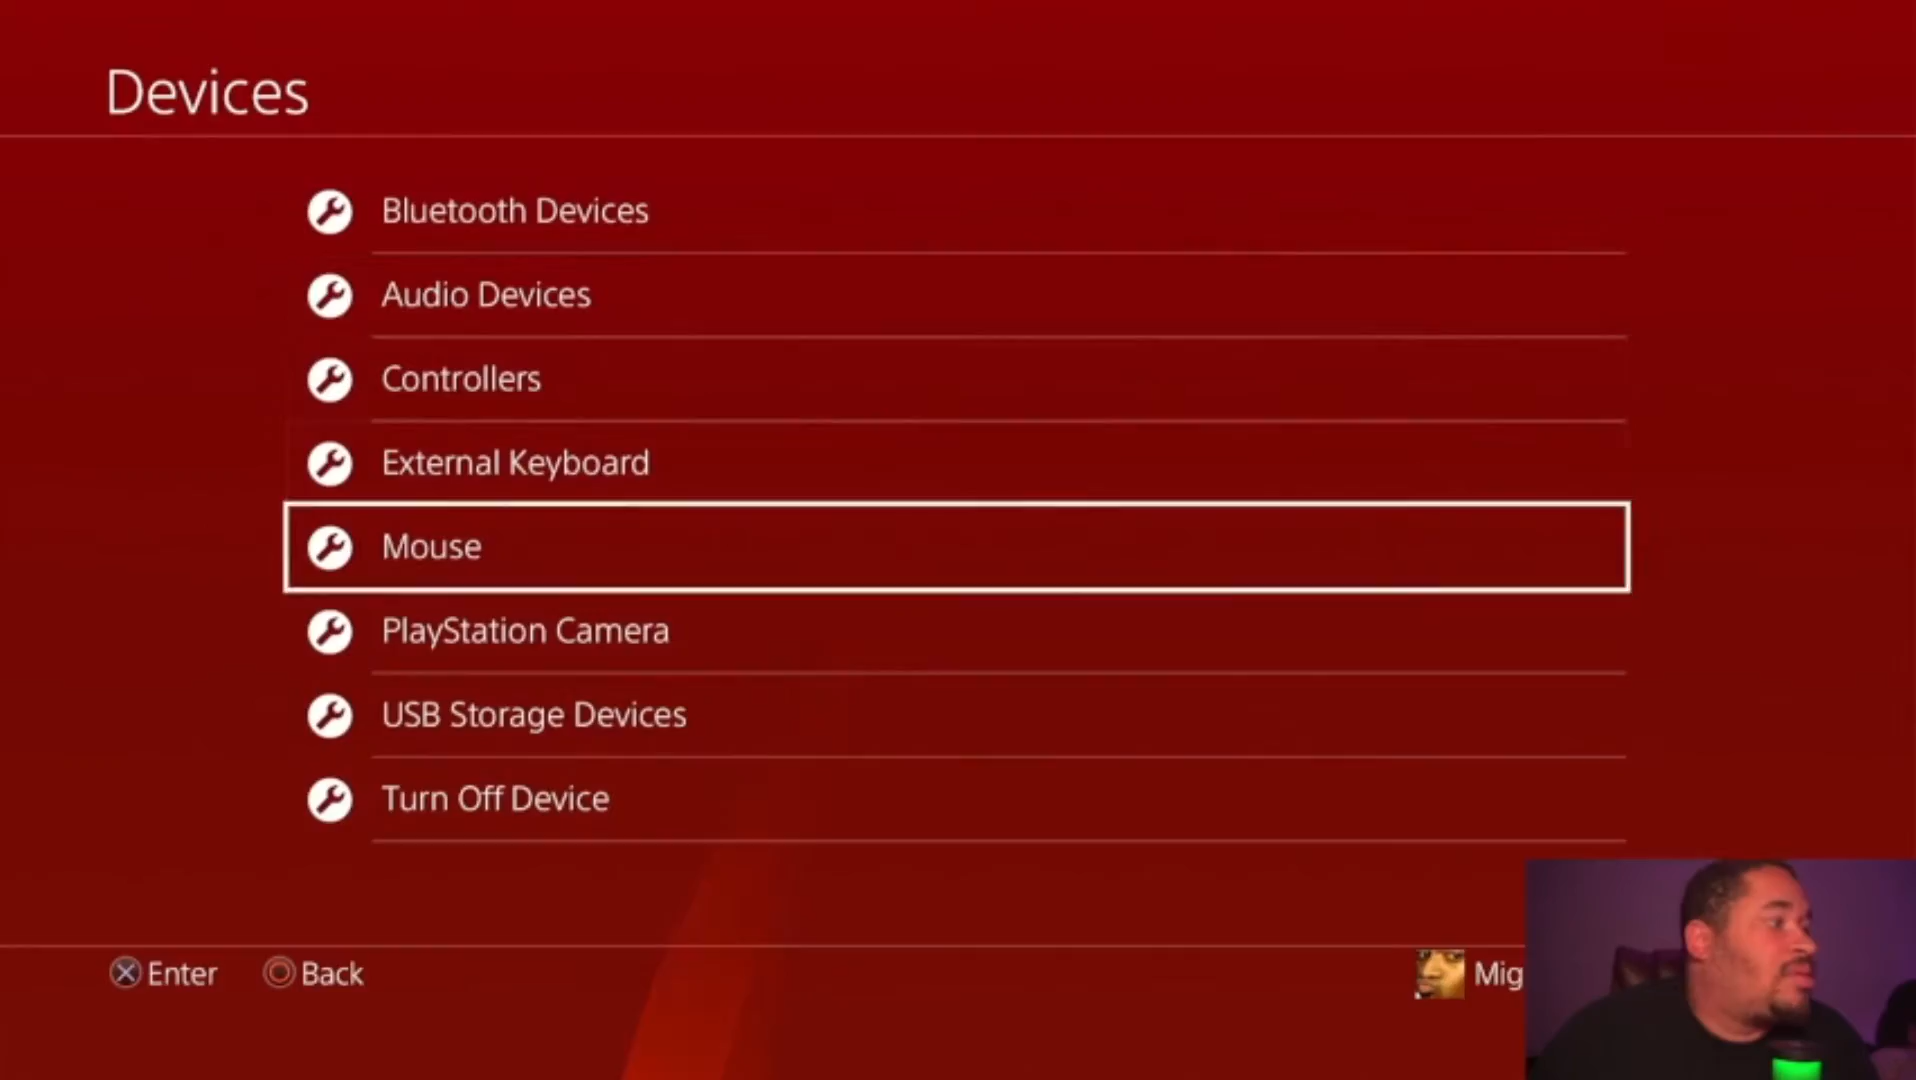 Devices
Bluetooth Devices
Audio Devices
Controllers
External Keyboard
Mouse
PlayStation Camera
USB Storage Devices
Turn Off Device
Enter Back Mig